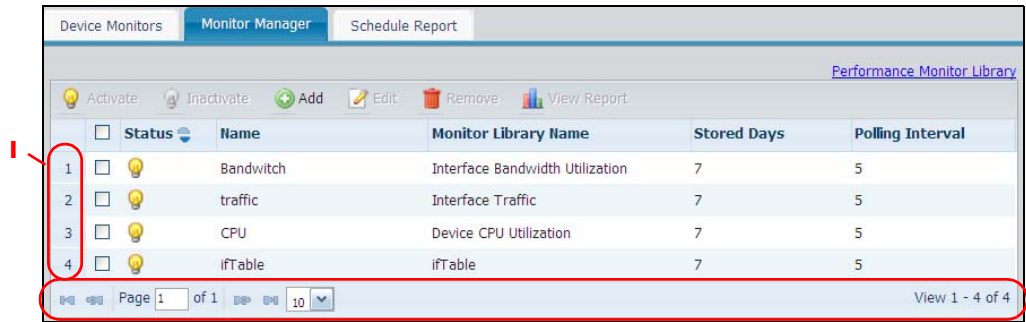 Device Monitors Monitor Manager Schedule Report
Performance Monitor Library
Activate Inactivate Add Edit Remove View Report
Status Name Monitor Library Name Stored Days Polling Interval
I
1 Bandwitch Interface Bandwidth Utilization 7 5
2 traffic Interface Traffic 7 5
3 CPU Device CPU Utilization 7 5
4 ifTable ifTable 7 5
Page 1 of 1 10 View 1 - 4 of 4